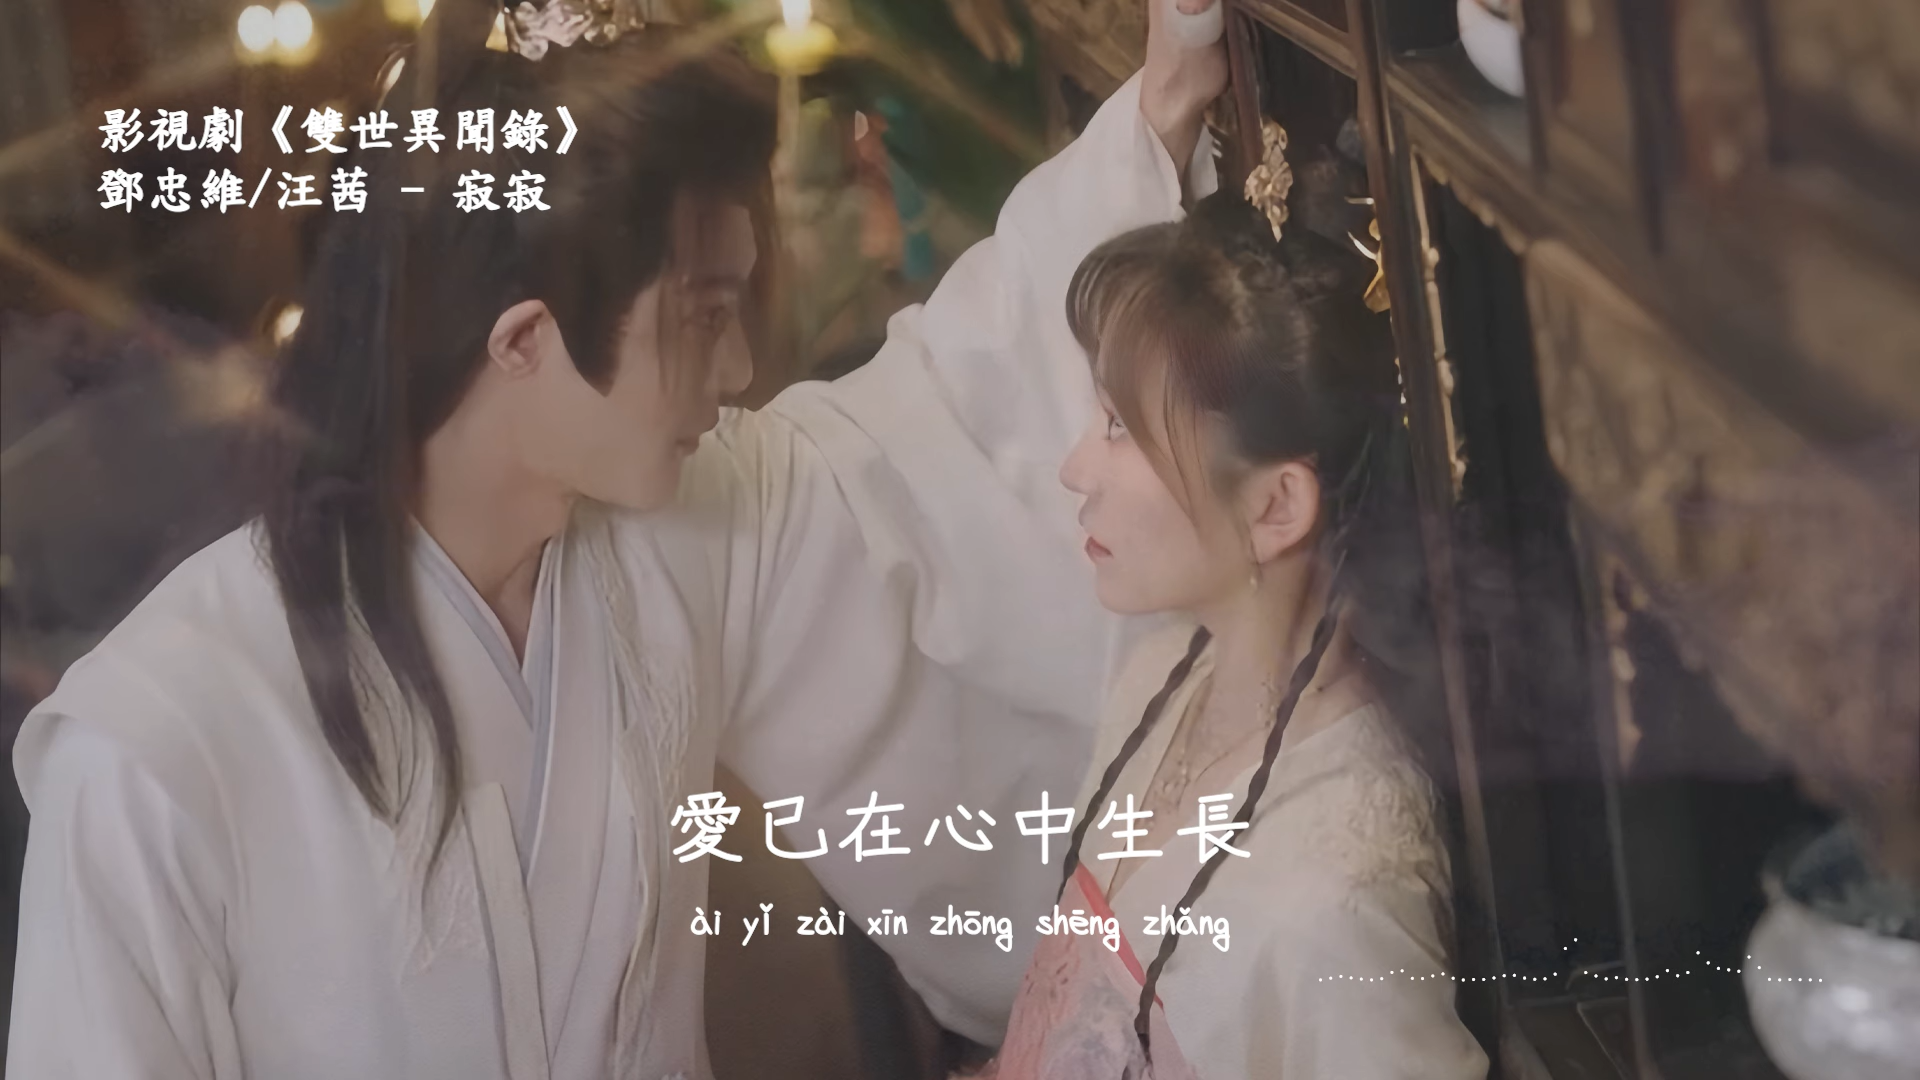 影視劇《雙世異聞錄》
鄧忠維/汪茜 - 寂寂
愛已在心中生長
ài yǐ zài xīn zhōng shēng zhǎng